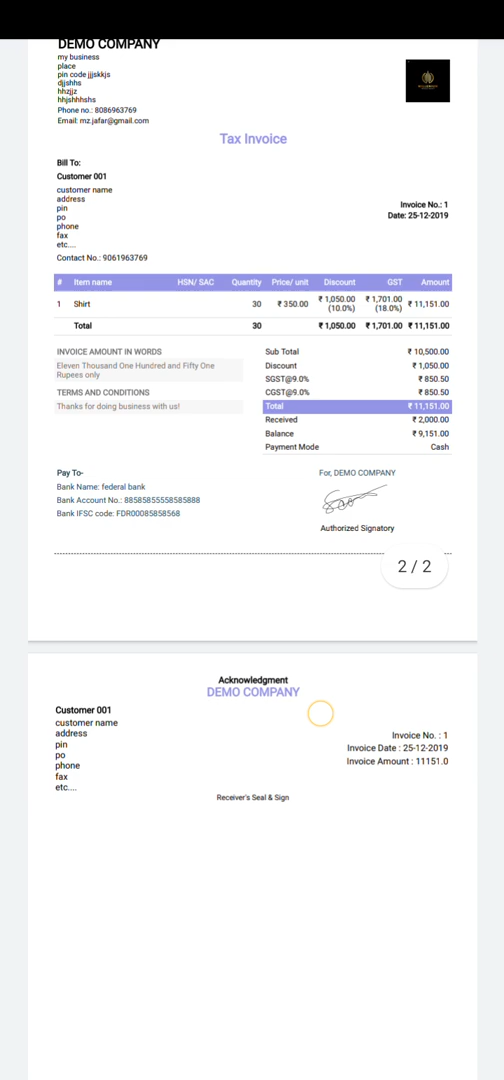 DEMO COMPANY
my business
place
pin code jjjskkjs
djjshhs
hhzjjz
hhjshhhshs
Phone no.: 8086963769
Email: mz.jafar@gmail.com
Tax Invoice
Bill To:
Customer 001
customer name
address
pin
po
phone
fax
etc....
Contact No.: 9061963769
Invoice No.: 1
Date: 25-12-2019
# Item name HSN/ SAC Quantity Price/ unit Discount GST Amount
1 Shirt 30 ₹ 350.00 ₹ 1,050.00 (10.0%) ₹ 1,701.00 (18.0%) ₹ 11,151.00
Total 30 ₹ 1,050.00 ₹ 1,701.00 ₹ 11,151.00
INVOICE AMOUNT IN WORDS
Eleven Thousand One Hundred and Fifty One
Rupees only
TERMS AND CONDITIONS
Thanks for doing business with us!
Sub Total ₹ 10,500.00
Discount ₹ 1,050.00
SGST@9.0% ₹ 850.50
CGST@9.0% ₹ 850.50
Total ₹ 11,151.00
Received ₹ 2,000.00
Balance ₹ 9,151.00
Payment Mode Cash
Pay To-
Bank Name: federal bank
Bank Account No.: 88585855558585888
Bank IFSC code: FDR00085858568
For, DEMO COMPANY
Authorized Signatory
2 / 2
Acknowledgment
DEMO COMPANY
Customer 001
customer name
address
pin
po
phone
fax
etc....
Invoice No. : 1
Invoice Date : 25-12-2019
Invoice Amount : 11151.0
Receiver's Seal & Sign